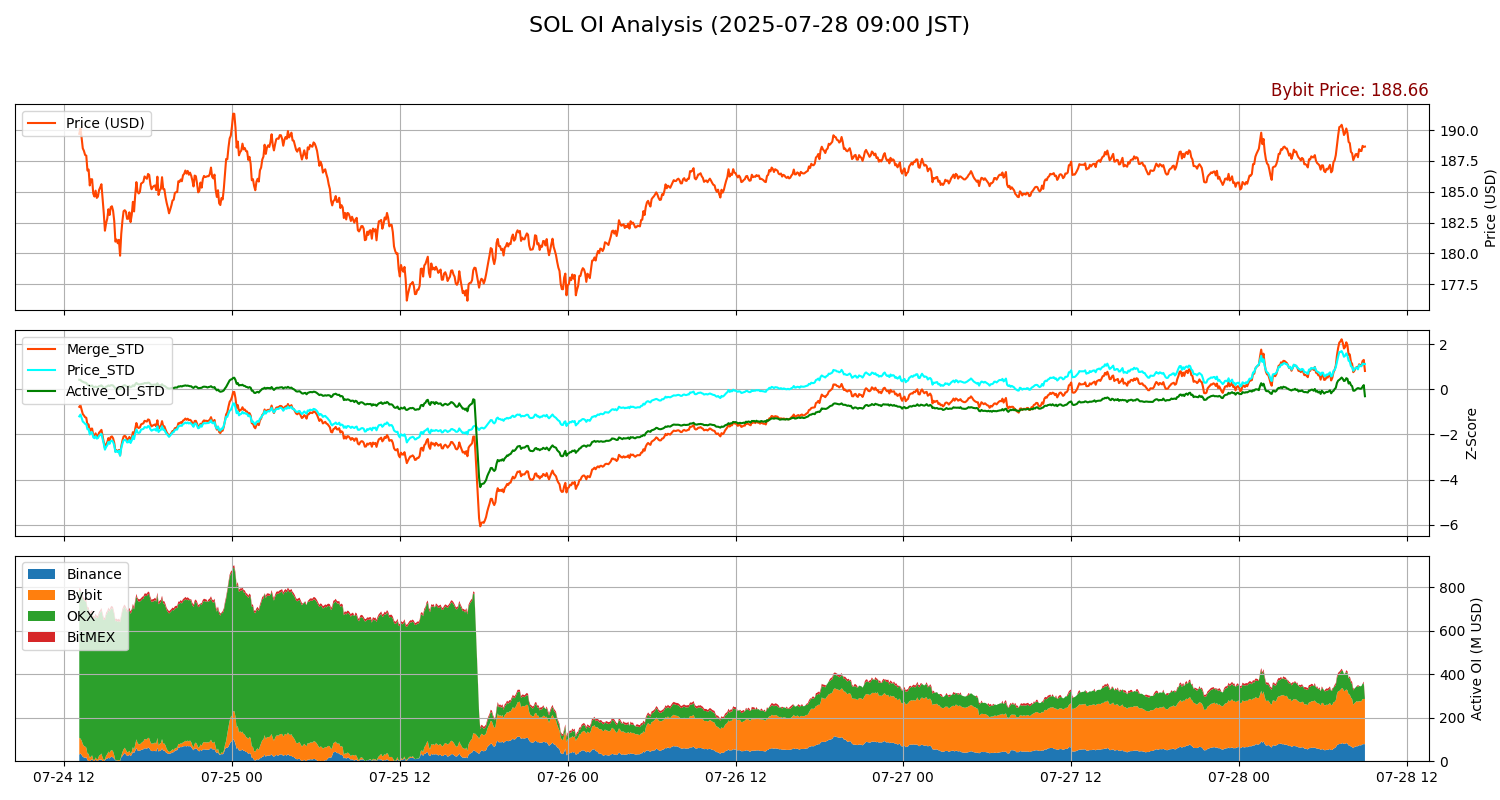 SOL OI Analysis (2025-07-28 09:00 JST)
Bybit Price: 188.66
Price (USD)
190.0
187.5
185.0
182.5
180.0
177.5
Price (USD)
Merge_STD
Price_STD
Active_OI_STD
2
0
−2
−4
−6
Z-Score
Binance
Bybit
OKX
BitMEX
800
600
400
200
0
Active OI (M USD)
07-24 12
07-25 00
07-25 12
07-26 00
07-26 12
07-27 00
07-27 12
07-28 00
07-28 12